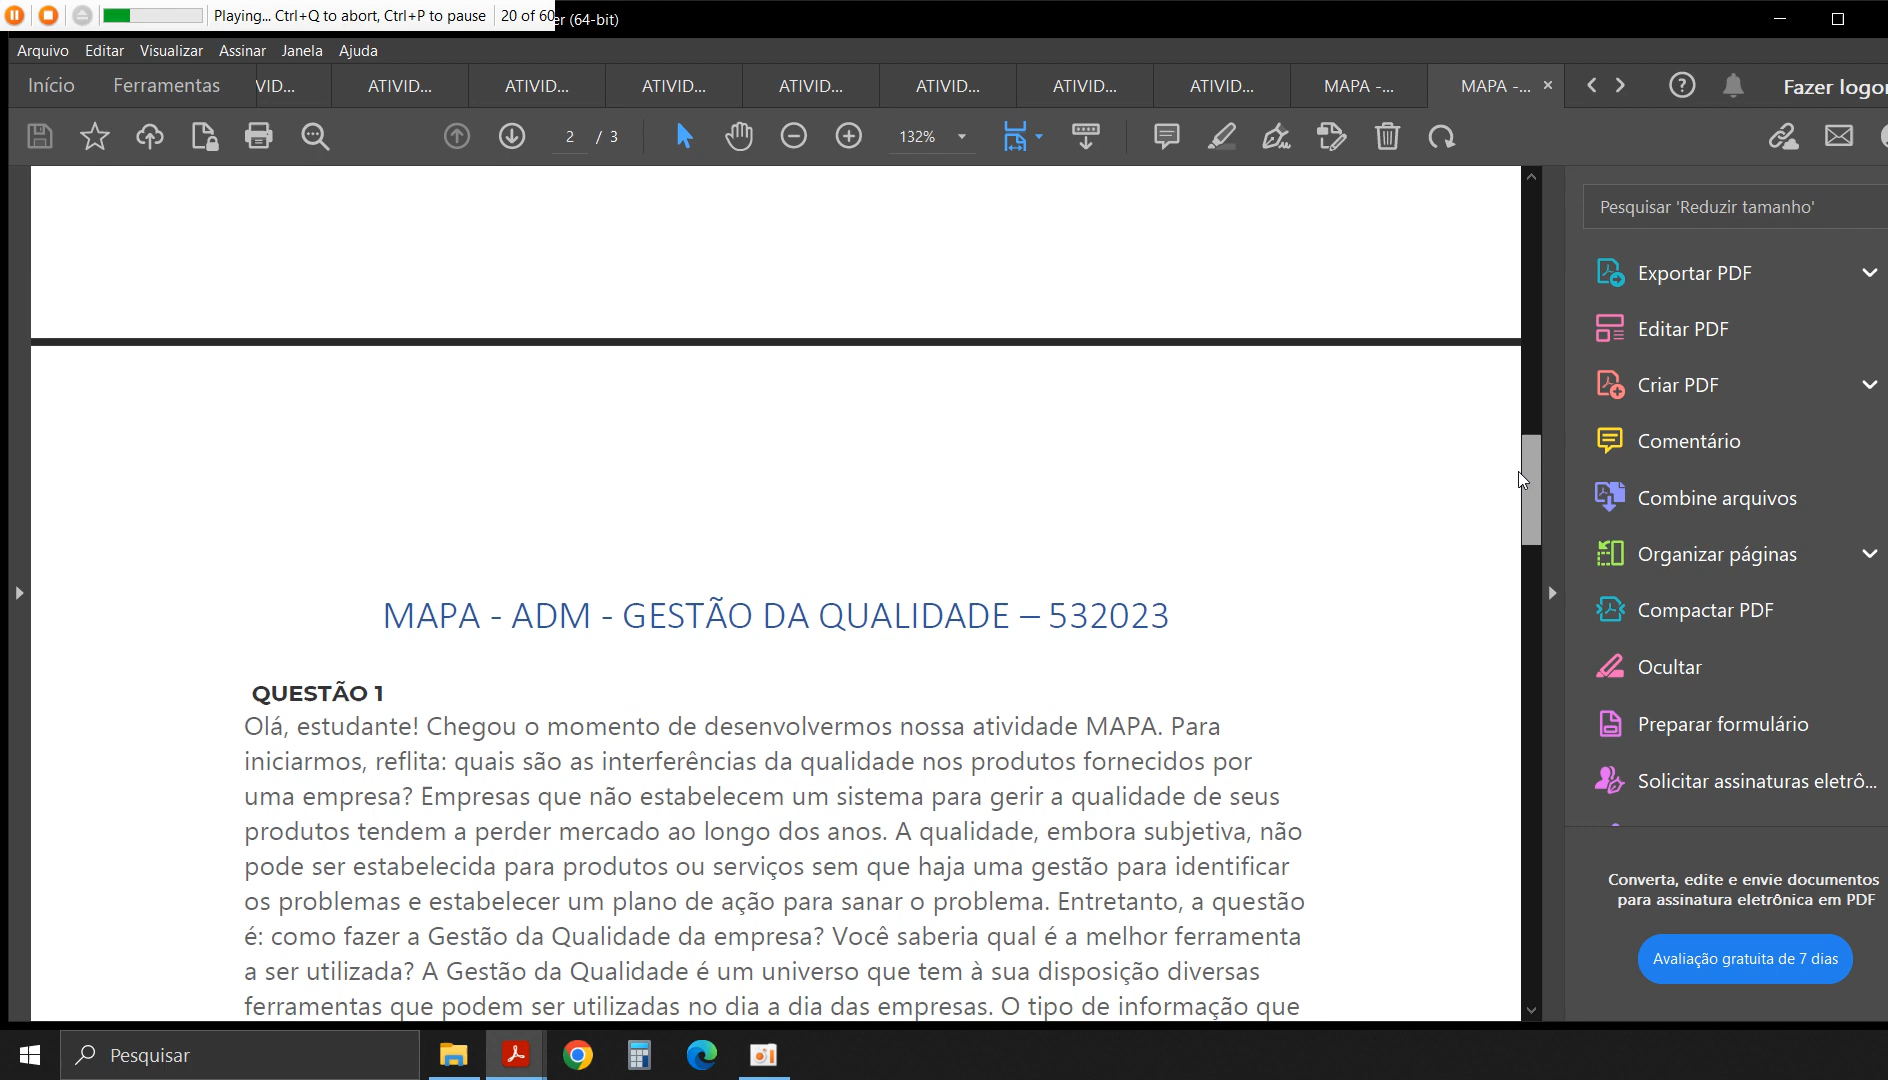 Playing... Ctrl+Q to abort, Ctrl+P to pause
20 of 60
er (64-bit)
Arquivo Editar Visualizar Assinar Janela Ajuda
Início Ferramentas VID... ATIVID... ATIVID... ATIVID... ATIVID... ATIVID... ATIVID... ATIVID... MAPA -... MAPA -... Fazer logo
2 / 3 132%
Pesquisar 'Reduzir tamanho'
Exportar PDF
Editar PDF
Criar PDF
Comentário
Combine arquivos
Organizar páginas
Compactar PDF
Ocultar
Preparar formulário
Solicitar assinaturas eletrô...
Converta, edite e envie documentos
para assinatura eletrônica em PDF
Avaliação gratuita de 7 dias
MAPA - ADM - GESTÃO DA QUALIDADE – 532023
QUESTÃO 1
Olá, estudante! Chegou o momento de desenvolvermos nossa atividade MAPA. Para
iniciarmos, reflita: quais são as interferências da qualidade nos produtos fornecidos por
uma empresa? Empresas que não estabelecem um sistema para gerir a qualidade de seus
produtos tendem a perder mercado ao longo dos anos. A qualidade, embora subjetiva, não
pode ser estabelecida para produtos ou serviços sem que haja uma gestão para identificar
os problemas e estabelecer um plano de ação para sanar o problema. Entretanto, a questão
é: como fazer a Gestão da Qualidade da empresa? Você saberia qual é a melhor ferramenta
a ser utilizada? A Gestão da Qualidade é um universo que tem à sua disposição diversas
ferramentas que podem ser utilizadas no dia a dia das empresas. O tipo de informação que
Pesquisar